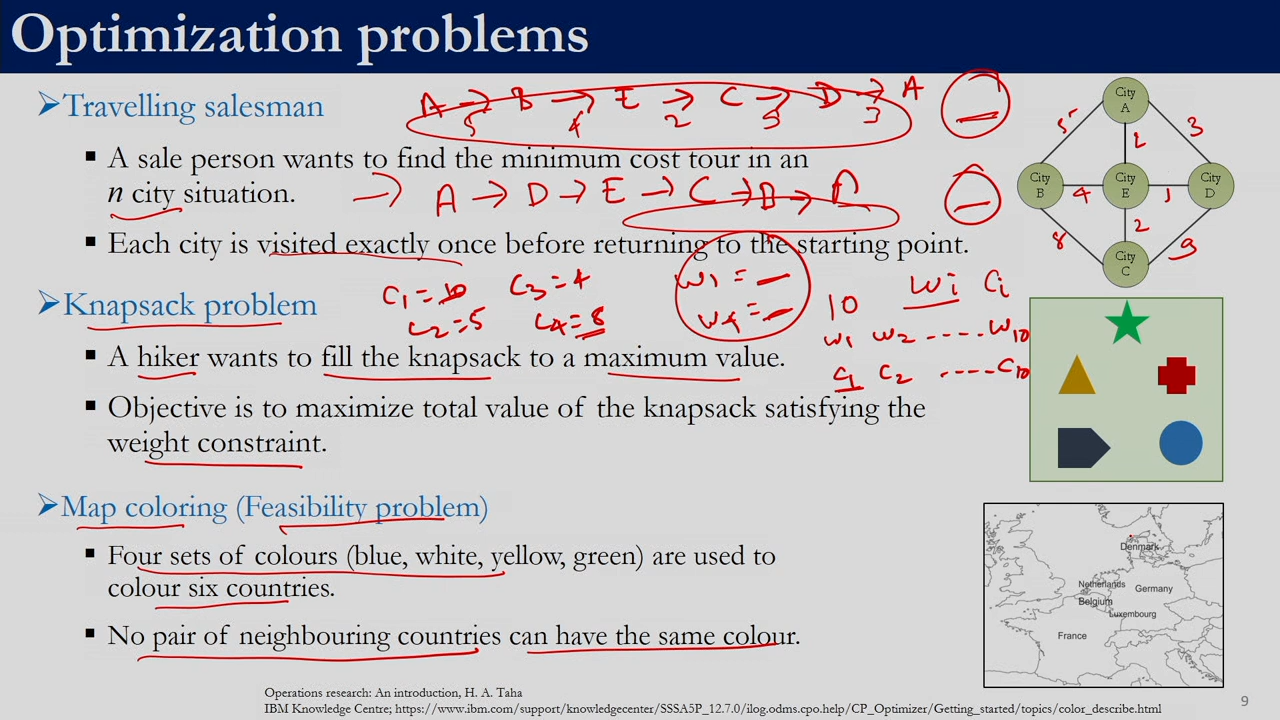 Optimization problems
➢Travelling salesman
A → B → E → C → D → A
5 4 2 9 3
▪ A sale person wants to find the minimum cost tour in an
n city situation.
→ A → D → E → C → B → A
▪ Each city is visited exactly once before returning to the starting point.
➢Knapsack problem
C1 = 10 C3 = 4
C2 = 5 C4 = 8
10 Wi Ci
W1 W2 ---- W10
C1 C2 ---- C10
▪ A hiker wants to fill the knapsack to a maximum value.
▪ Objective is to maximize total value of the knapsack satisfying the
weight constraint.
➢Map coloring (Feasibility problem)
▪ Four sets of colours (blue, white, yellow, green) are used to
colour six countries.
▪ No pair of neighbouring countries can have the same colour.
City
A
5 2 3
City
B
4
City
E
1
City
D
8 2 9
City
C
Denmark
Netherlands
Germany
Belgium
Luxembourg
France
Operations research: An introduction, H. A. Taha
IBM Knowledge Centre; https://www.ibm.com/support/knowledgecenter/SSSA5P_12.7.0/ilog.odms.cpo.help/CP_Optimizer/Getting_started/topics/color_describe.html
9